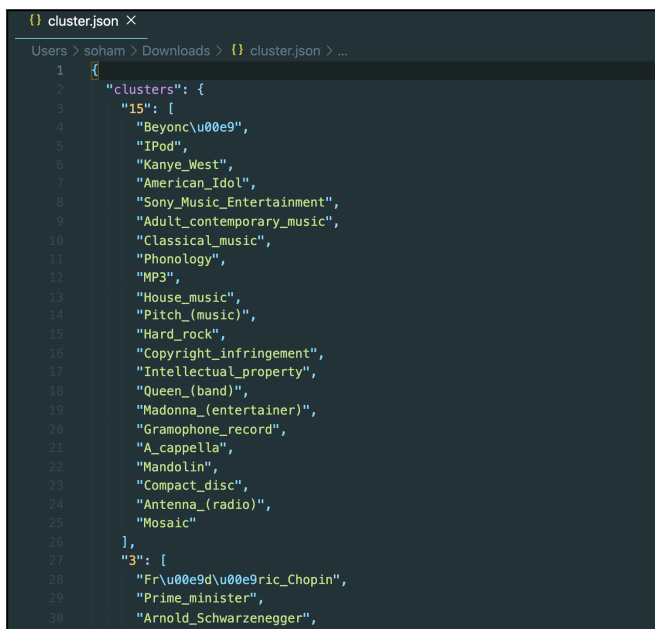 {} cluster.json ×
Users > soham > Downloads > {} cluster.json > ...
1 {
2 "clusters": {
3 "15": [
4 "Beyonc\u00e9",
5 "IPod",
6 "Kanye_West",
7 "American_Idol",
8 "Sony_Music_Entertainment",
9 "Adult_contemporary_music",
10 "Classical_music",
11 "Phonology",
12 "MP3",
13 "House_music",
14 "Pitch_(music)",
15 "Hard_rock",
16 "Copyright_infringement",
17 "Intellectual_property",
18 "Queen_(band)",
19 "Madonna_(entertainer)",
20 "Gramophone_record",
21 "A_cappella",
22 "Mandolin",
23 "Compact_disc",
24 "Antenna_(radio)",
25 "Mosaic"
26 ],
27 "3": [
28 "Fr\u00e9d\u00e9ric_Chopin",
29 "Prime_minister",
30 "Arnold_Schwarzenegger",